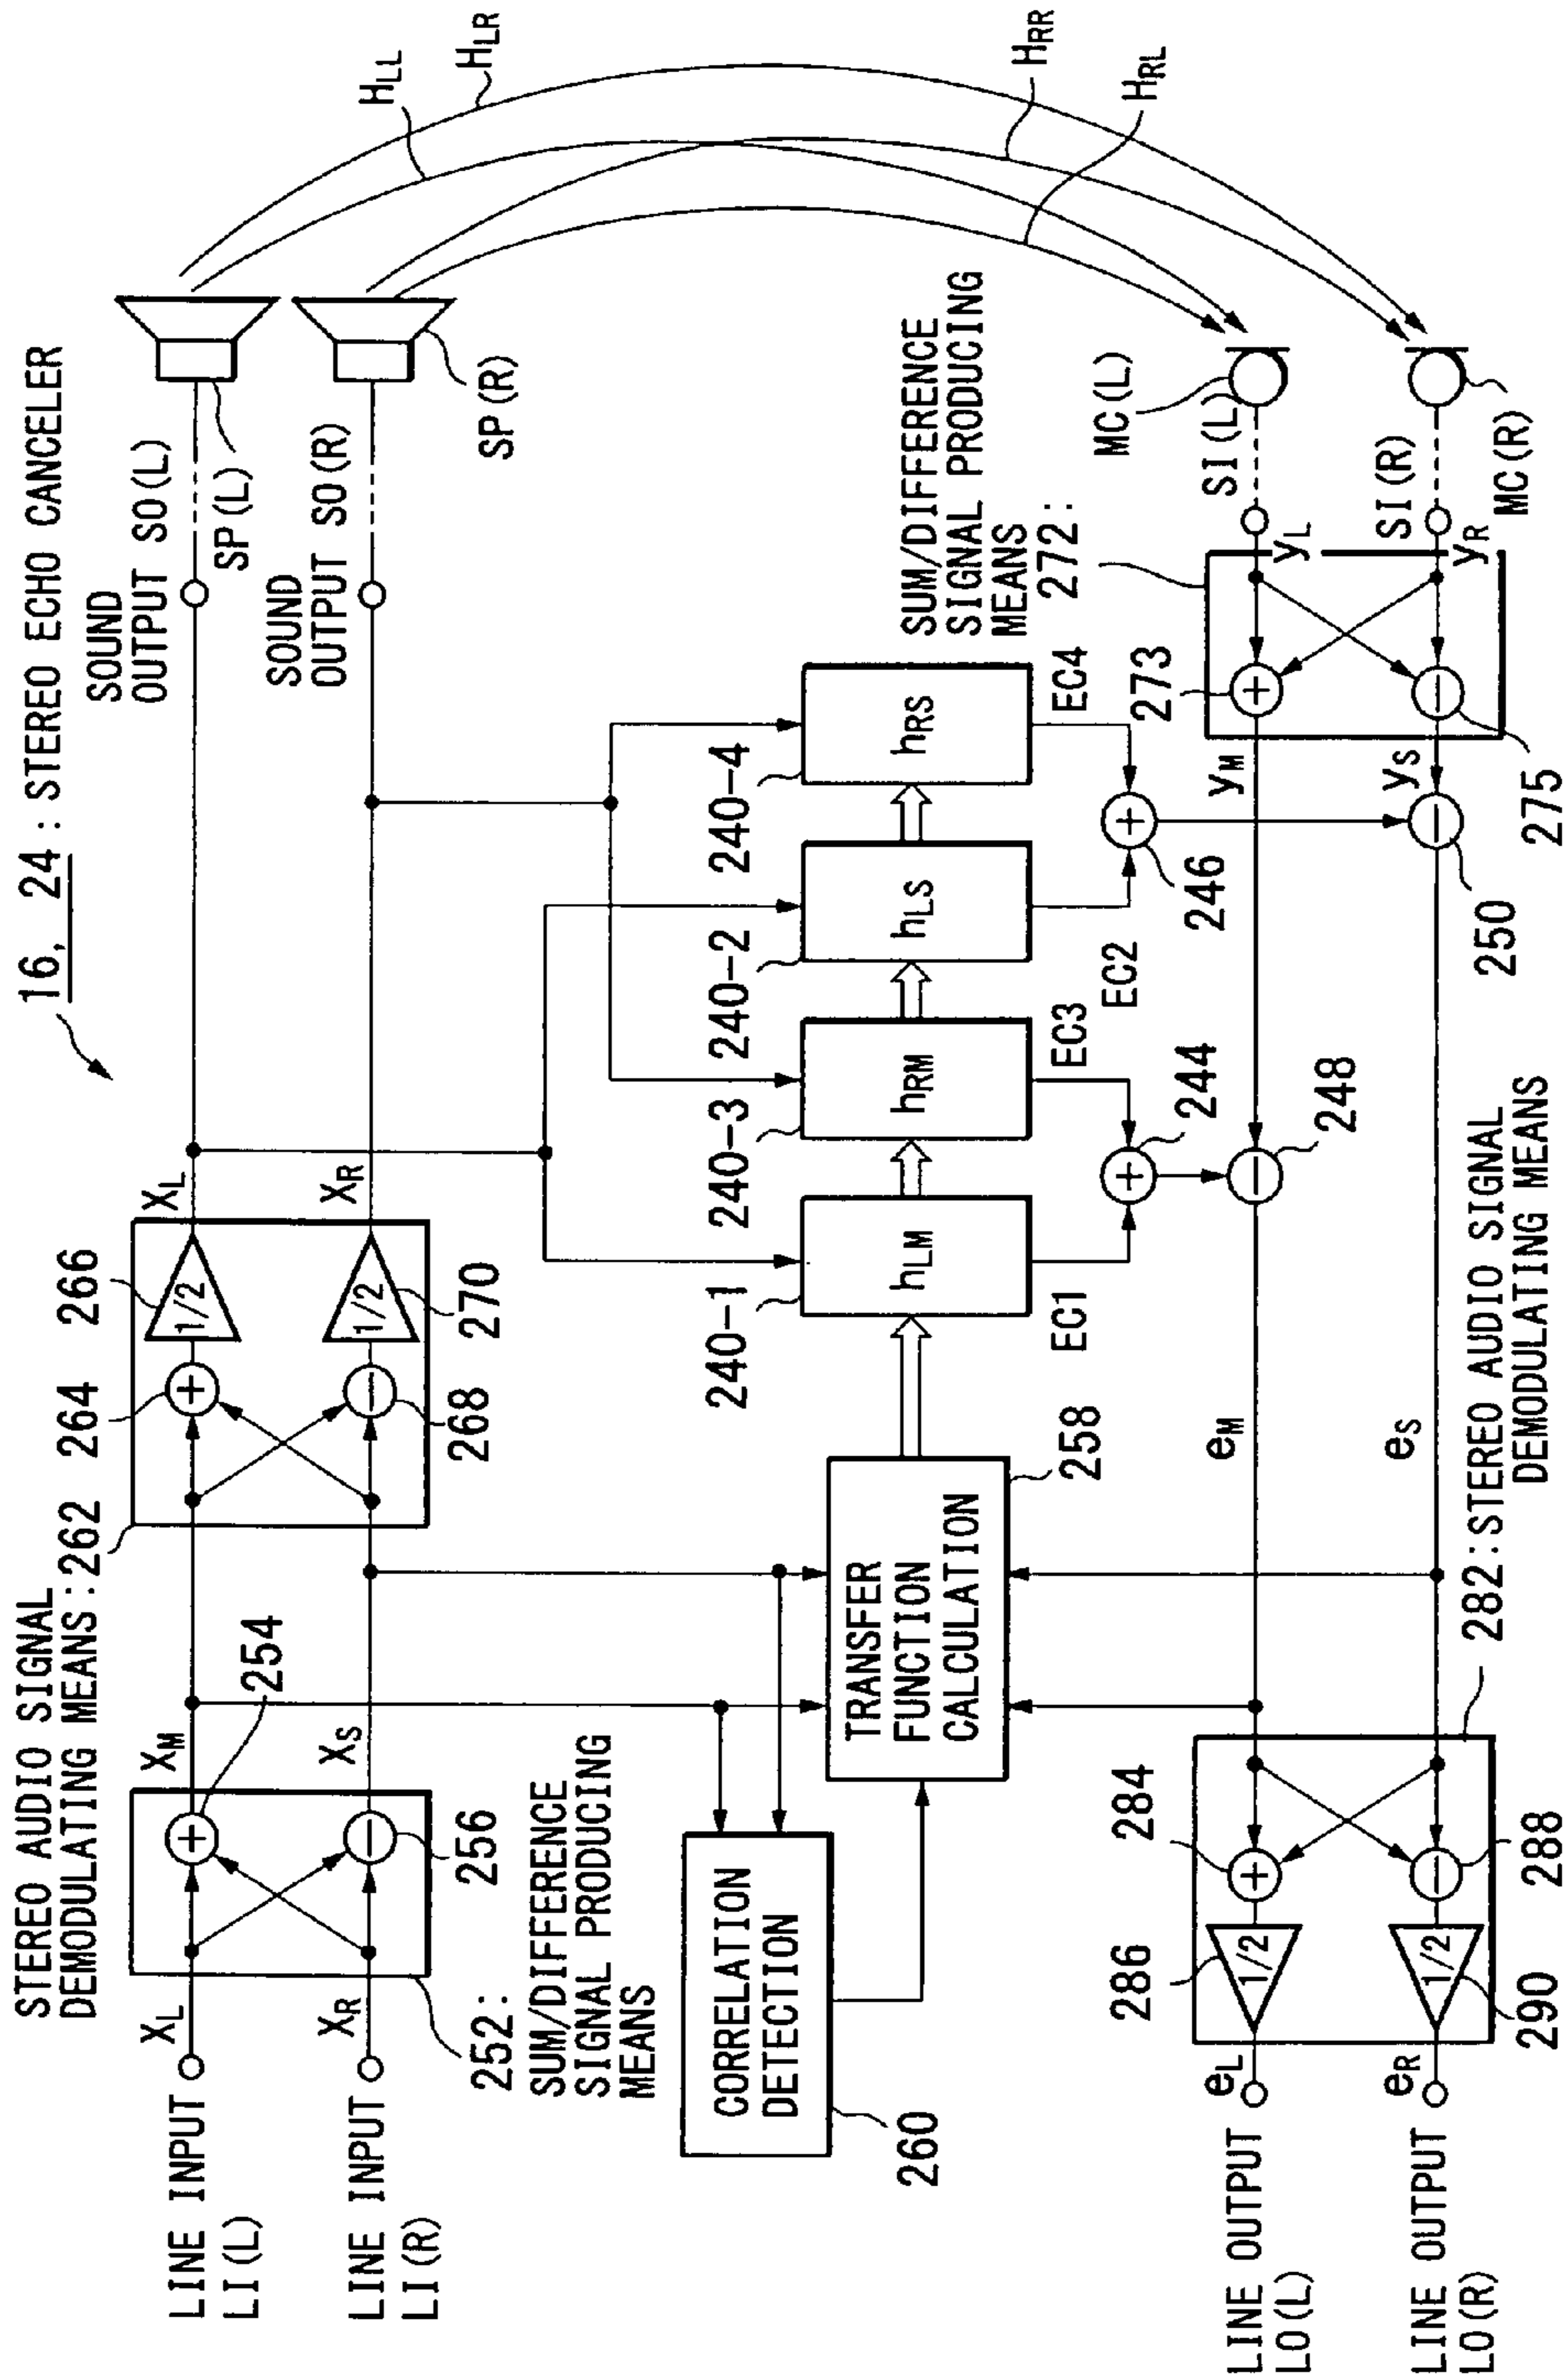 16, 24 : STEREO ECHO CANCELER
STEREO AUDIO SIGNAL
DEMODULATING MEANS:262
264
266
SOUND
OUTPUT SO(L)
SP(L)
SOUND
OUTPUT SO(R)
SP(R)
HLL
HLR
HRR
HRL
LINE INPUT
LI(L)
XL
XM
254
+
+
1/2
XL
LINE INPUT
LI(R)
XR
XS
256
−
−
268
1/2
270
XR
252:
SUM/DIFFERENCE
SIGNAL PRODUCING
MEANS
CORRELATION
DETECTION
260
TRANSFER
FUNCTION
CALCULATION
258
240-1
hLM
240-3
hRM
240-2
hLS
240-4
hRS
EC1
EC3
EC2
EC4
+
244
+
246
SUM/DIFFERENCE
SIGNAL PRODUCING
MEANS
272:
MC(L)
SI(L)
yL
273
+
yM
248
−
eM
284
+
286
1/2
eL
LINE OUTPUT
LO(L)
MC(R)
SI(R)
yR
275
−
yS
250
−
eS
288
−
290
1/2
eR
LINE OUTPUT
LO(R)
282:STEREO AUDIO SIGNAL
DEMODULATING MEANS